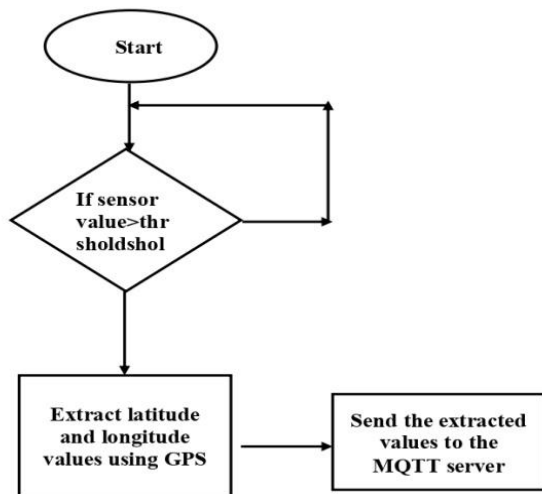 Start
If sensor
value>thr
sholdshol
Extract latitude
and longitude
values using GPS
Send the extracted
values to the
MQTT server